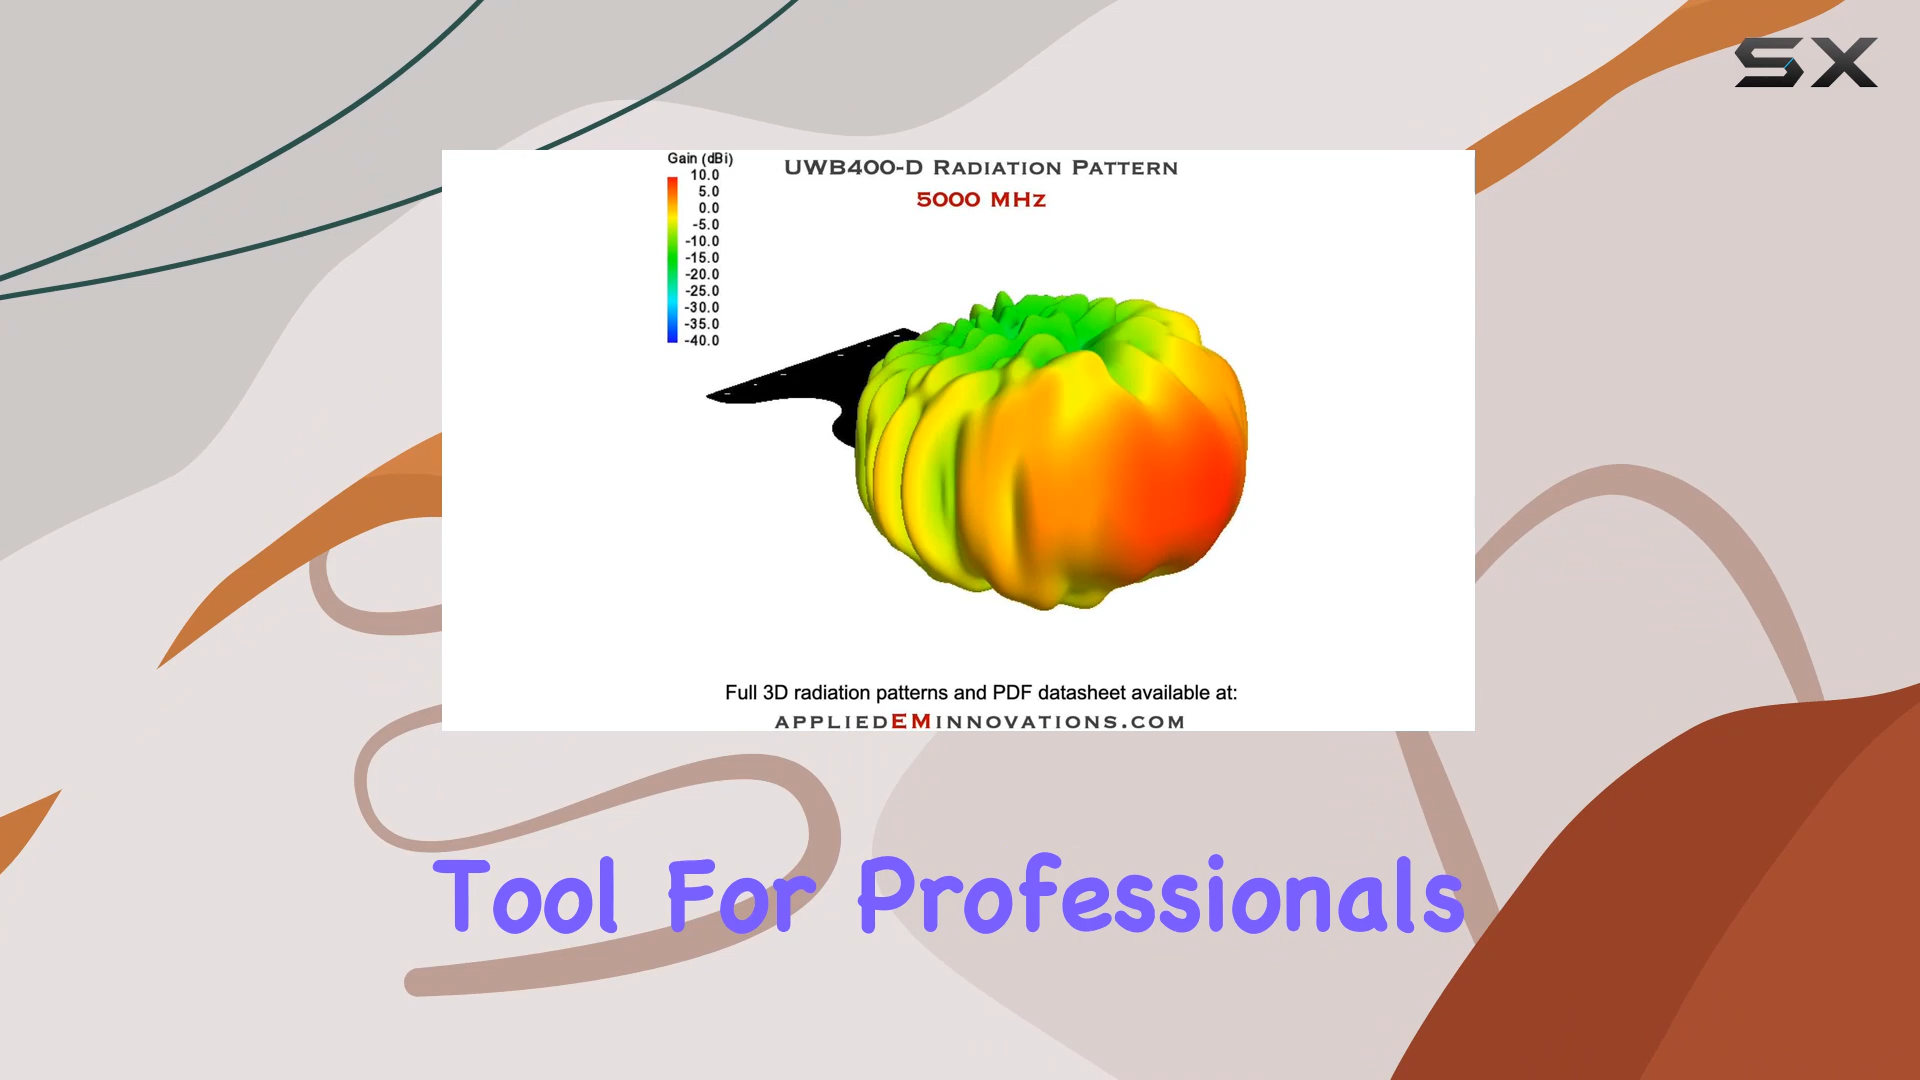 SX
Gain (dBi)
10.0
5.0
0.0
-5.0
-10.0
-15.0
-20.0
-25.0
-30.0
-35.0
-40.0
UWB400-D RADIATION PATTERN
5000 MHz
Full 3D radiation patterns and PDF datasheet available at:
APPLIEDEMINNOVATIONS.COM
Tool For Professionals